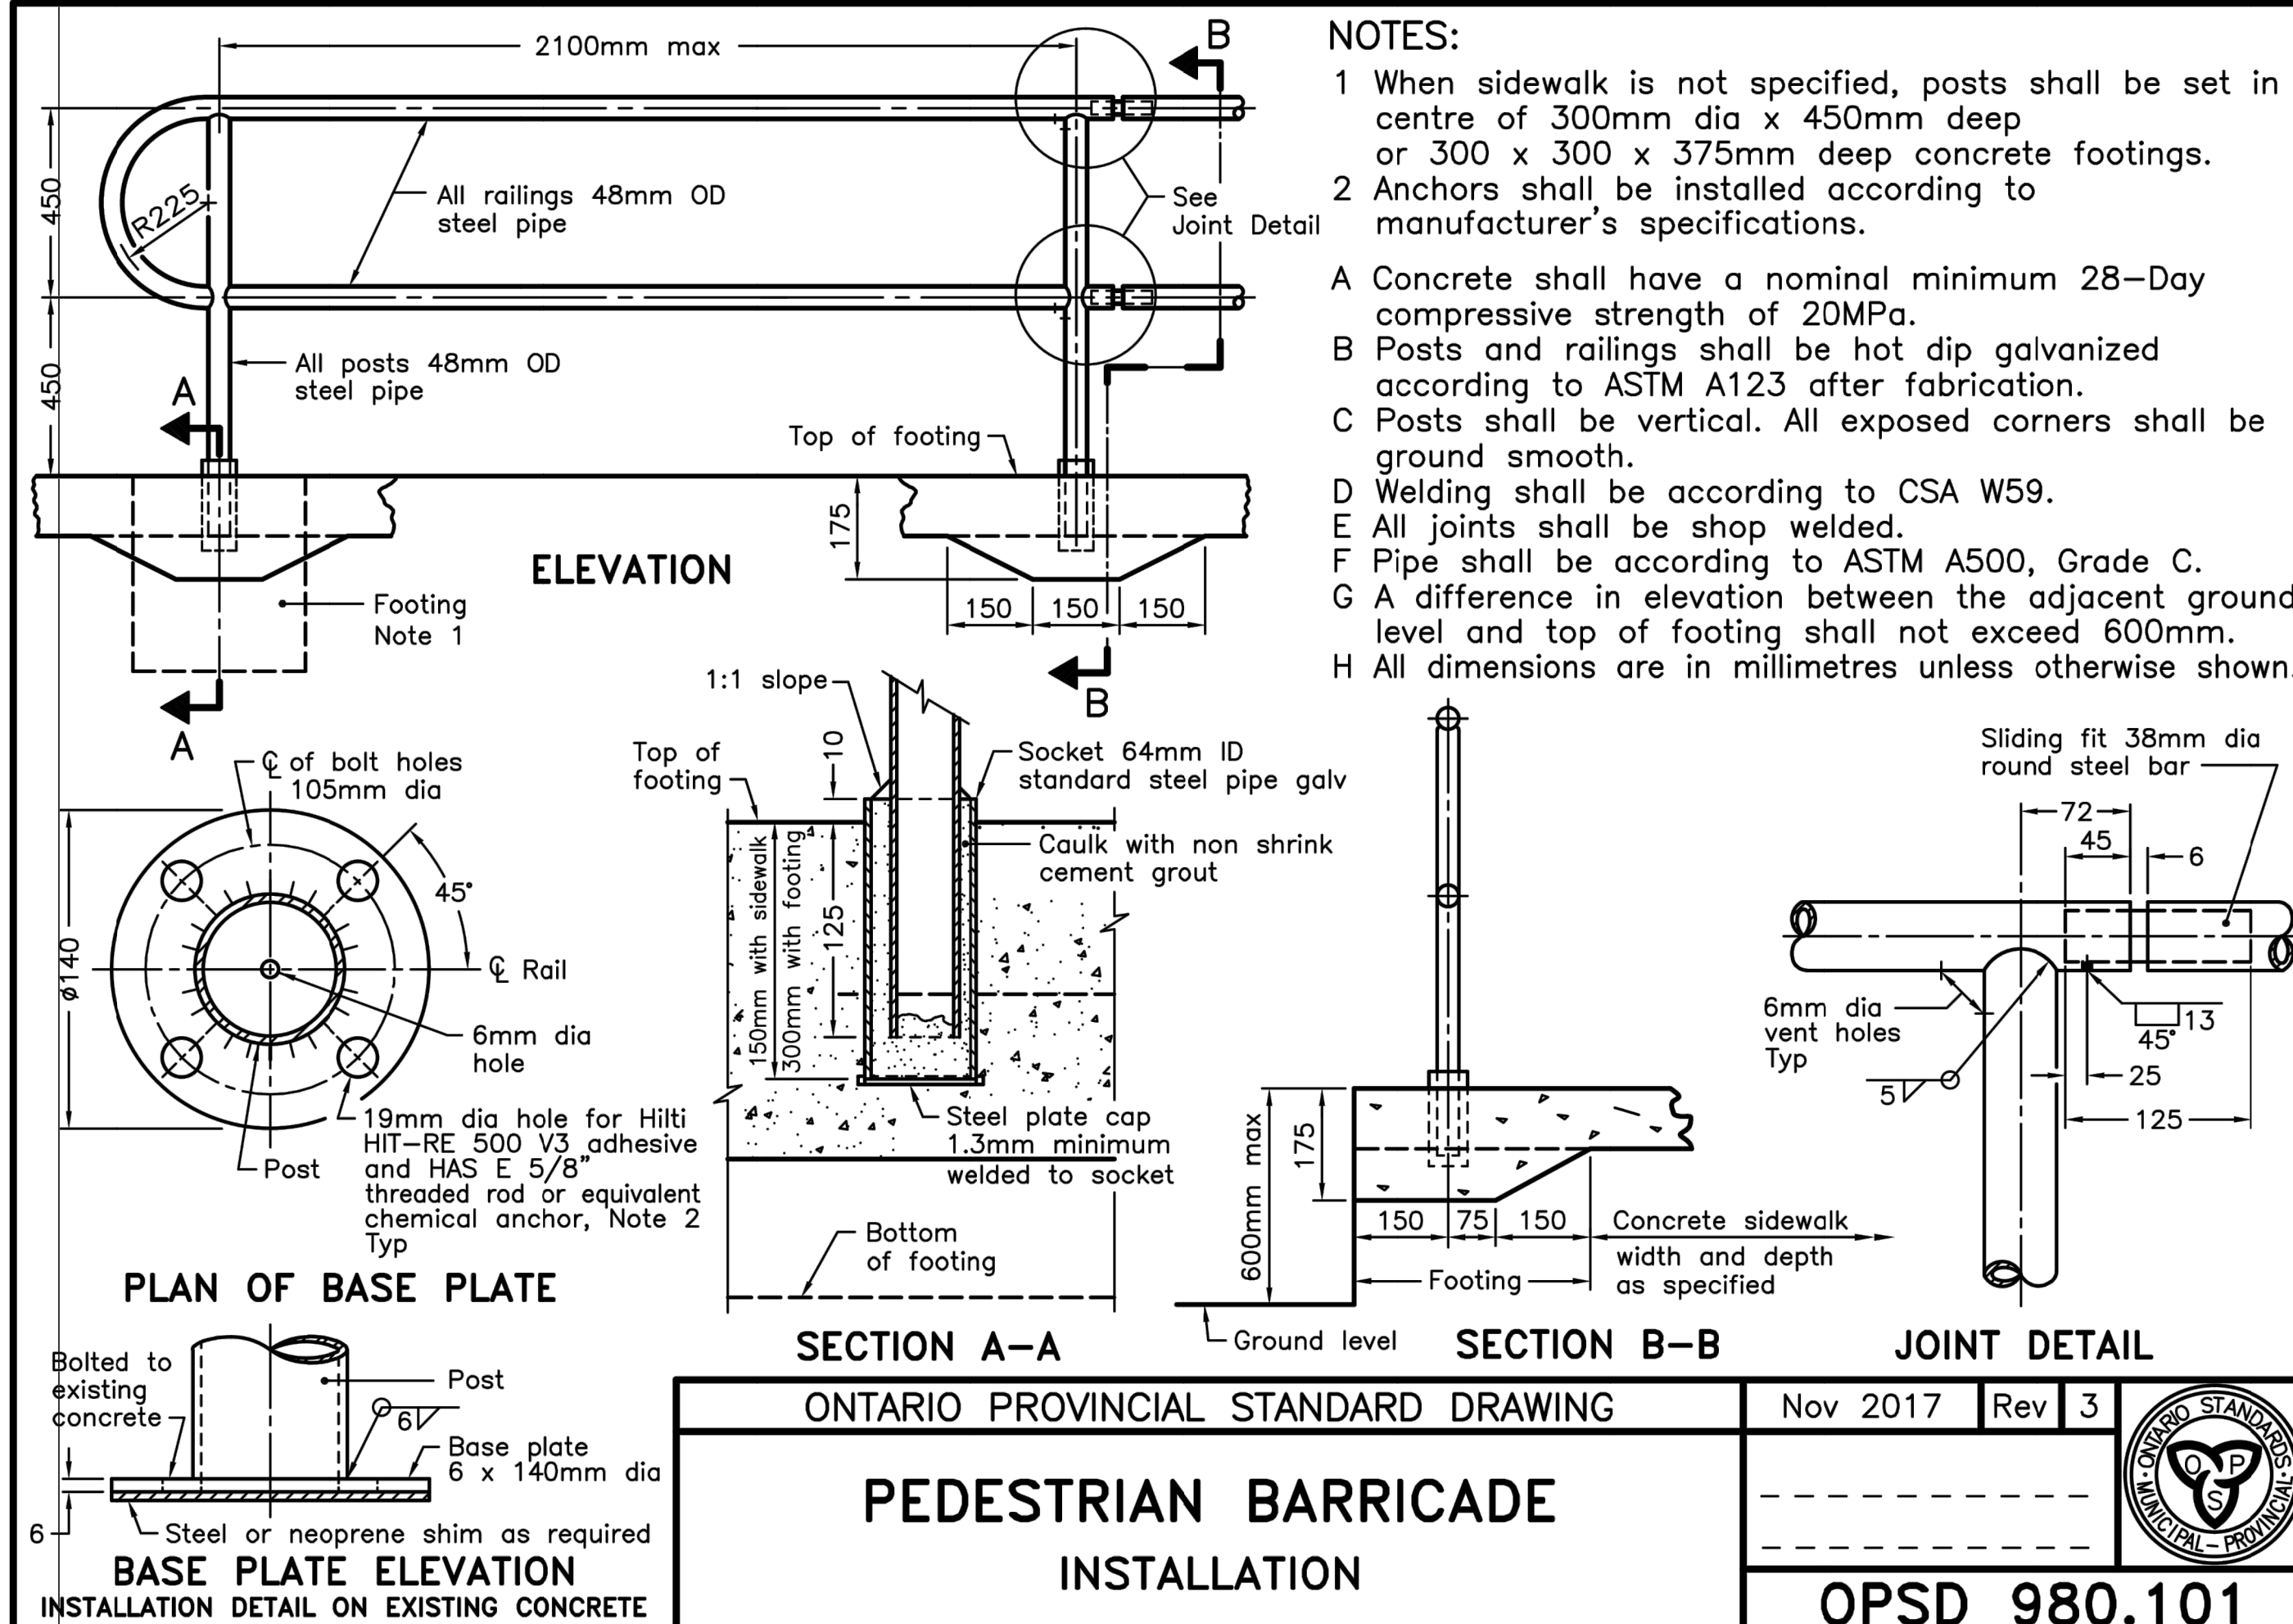 2100mm max
B
450
R225
All railings 48mm OD
steel pipe
See
Joint Detail
450
All posts 48mm OD
steel pipe
A
Top of footing
175
ELEVATION
Footing
Note 1
150
150
150
A
B
NOTES:
1 When sidewalk is not specified, posts shall be set in
centre of 300mm dia x 450mm deep
or 300 x 300 x 375mm deep concrete footings.
2 Anchors shall be installed according to
manufacturer's specifications.
A Concrete shall have a nominal minimum 28-Day
compressive strength of 20MPa.
B Posts and railings shall be hot dip galvanized
according to ASTM A123 after fabrication.
C Posts shall be vertical. All exposed corners shall be
ground smooth.
D Welding shall be according to CSA W59.
E All joints shall be shop welded.
F Pipe shall be according to ASTM A500, Grade C.
G A difference in elevation between the adjacent ground
level and top of footing shall not exceed 600mm.
H All dimensions are in millimetres unless otherwise shown.
℄ of bolt holes
105mm dia
45°
ø140
℄ Rail
6mm dia
hole
19mm dia hole for Hilti
HIT-RE 500 V3 adhesive
and HAS E 5/8"
threaded rod or equivalent
chemical anchor, Note 2
Typ
Post
PLAN OF BASE PLATE
1:1 slope
Top of
footing
10
Socket 64mm ID
standard steel pipe galv
Caulk with non shrink
cement grout
150mm with sidewalk
300mm with footing
125
Steel plate cap
1.3mm minimum
welded to socket
Bottom
of footing
SECTION A-A
600mm max
175
150
75
150
Concrete sidewalk
width and depth
as specified
Footing
Ground level
SECTION B-B
Sliding fit 38mm dia
round steel bar
72
45
6
6mm dia
vent holes
Typ
13
45°
25
5
125
JOINT DETAIL
Bolted to
existing
concrete
Post
6
Base plate
6 x 140mm dia
6
Steel or neoprene shim as required
BASE PLATE ELEVATION
INSTALLATION DETAIL ON EXISTING CONCRETE
ONTARIO PROVINCIAL STANDARD DRAWING
Nov 2017
Rev
3
PEDESTRIAN BARRICADE
INSTALLATION
ONTARIO STANDARDS
MUNICIPAL - PROVINCIAL
O P
S
OPSD 980.101